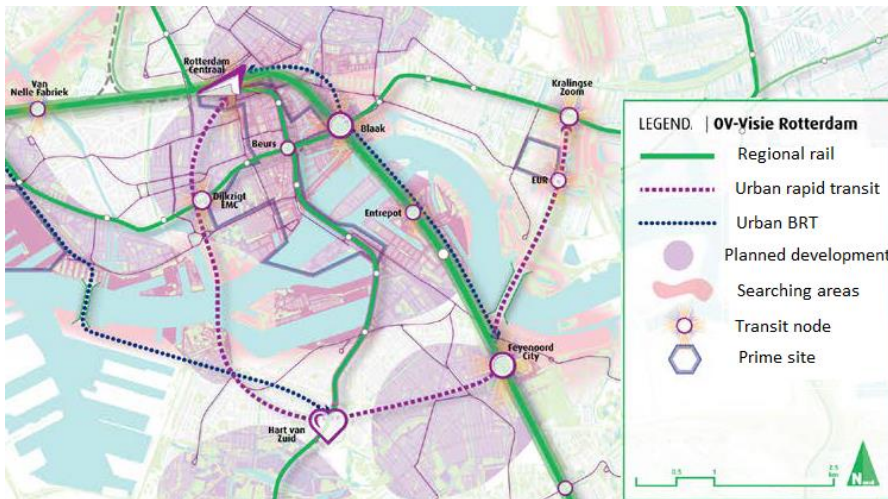 Rotterdam
Centraal
Van
Nelle Fabriek
Kralingse
Zoom
Blaak
Beurs
EUR
Dijkzigt
EMC
Entrepot
Feyenoord
City
Hart van
Zuid
LEGEND. | OV-Visie Rotterdam
Regional rail
Urban rapid transit
Urban BRT
Planned development
Searching areas
Transit node
Prime site
0.5 1 2.5
km
N